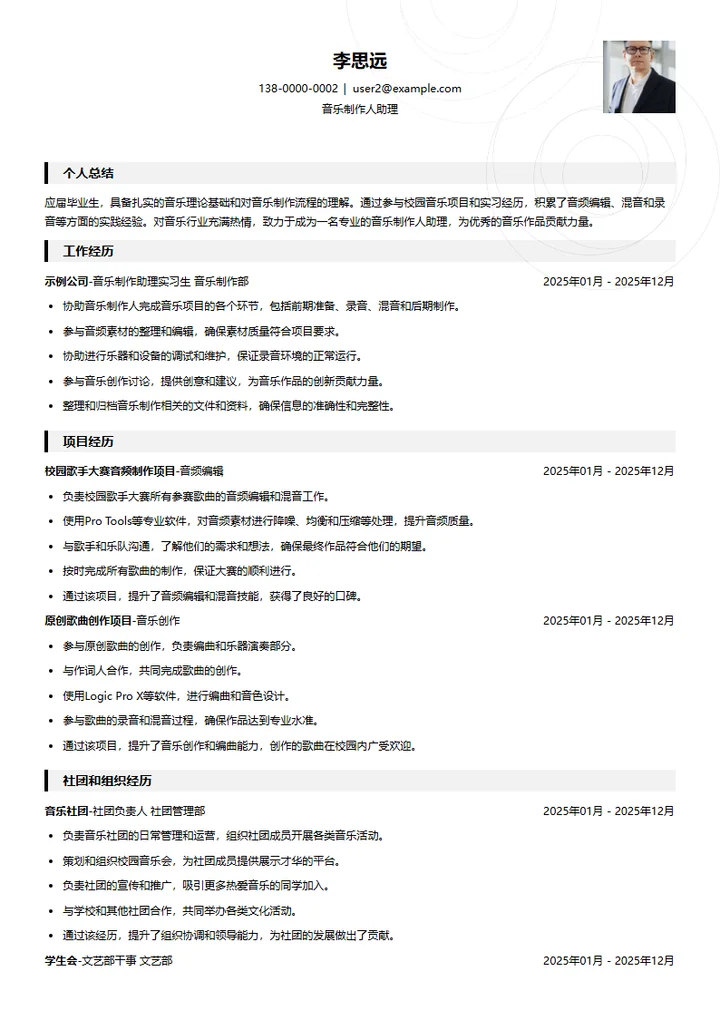 李思远
138-0000-0002 | user2@example.com
音乐制作人助理
个人总结
应届毕业生，具备扎实的音乐理论基础和对音乐制作流程的理解。通过参与校园音乐项目和实习经历，积累了音频编辑、混音和录
音等方面的实践经验。对音乐行业充满热情，致力于成为一名专业的音乐制作人助理，为优秀的音乐作品贡献力量。
工作经历
示例公司-音乐制作助理实习生 音乐制作部 2025年01月 - 2025年12月
• 协助音乐制作人完成音乐项目的各个环节，包括前期准备、录音、混音和后期制作。
• 参与音频素材的整理和编辑，确保素材质量符合项目要求。
• 协助进行乐器和设备的调试和维护，保证录音环境的正常运行。
• 参与音乐创作讨论，提供创意和建议，为音乐作品的创新贡献力量。
• 整理和归档音乐制作相关的文件和资料，确保信息的准确性和完整性。
项目经历
校园歌手大赛音频制作项目-音频编辑 2025年01月 - 2025年12月
• 负责校园歌手大赛所有参赛歌曲的音频编辑和混音工作。
• 使用Pro Tools等专业软件，对音频素材进行降噪、均衡和压缩等处理，提升音频质量。
• 与歌手和乐队沟通，了解他们的需求和想法，确保最终作品符合他们的期望。
• 按时完成所有歌曲的制作，保证大赛的顺利进行。
• 通过该项目，提升了音频编辑和混音技能，获得了良好的口碑。
原创歌曲创作项目-音乐创作 2025年01月 - 2025年12月
• 参与原创歌曲的创作，负责编曲和乐器演奏部分。
• 与作词人合作，共同完成歌曲的创作。
• 使用Logic Pro X等软件，进行编曲和音色设计。
• 参与歌曲的录音和混音过程，确保作品达到专业水准。
• 通过该项目，提升了音乐创作和编曲能力，创作的歌曲在校园内广受欢迎。
社团和组织经历
音乐社团-社团负责人 社团管理部 2025年01月 - 2025年12月
• 负责音乐社团的日常管理和运营，组织社团成员开展各类音乐活动。
• 策划和组织校园音乐会，为社团成员提供展示才华的平台。
• 负责社团的宣传和推广，吸引更多热爱音乐的同学加入。
• 与学校和其他社团合作，共同举办各类文化活动。
• 通过该经历，提升了组织协调和领导能力，为社团的发展做出了贡献。
学生会-文艺部干事 文艺部 2025年01月 - 2025年12月